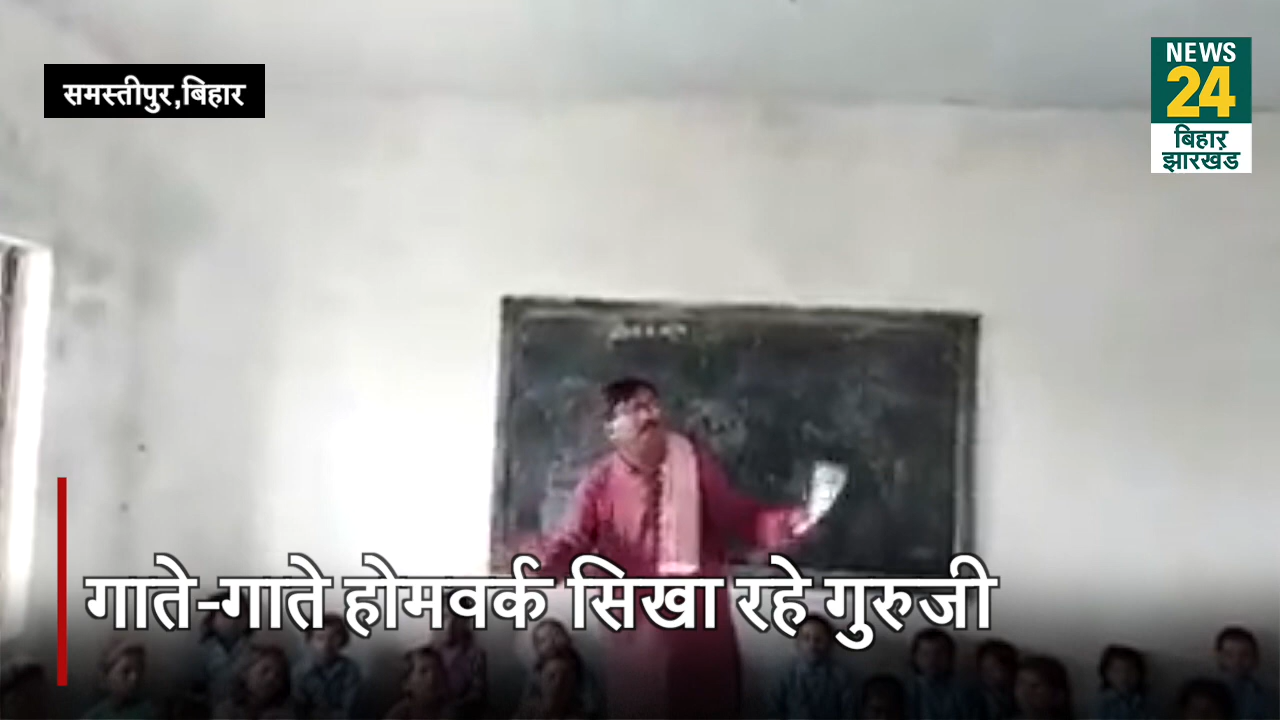 समस्तीपुर,बिहार
NEWS
24
बिहार
झारखंड
गाते-गाते होमवर्क सिखा रहे गुरुजी